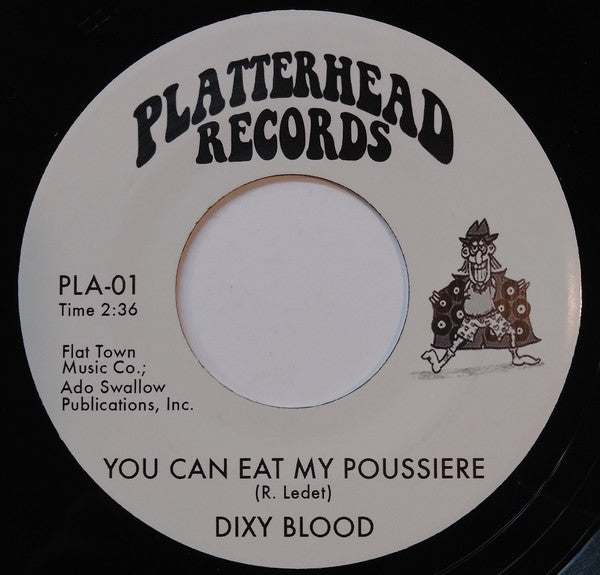 PLATTERHEAD
RECORDS
PLA-01
Time 2:36
Flat Town
Music Co.;
Ado Swallow
Publications, Inc.
YOU CAN EAT MY POUSSIERE
(R. Ledet)
DIXY BLOOD